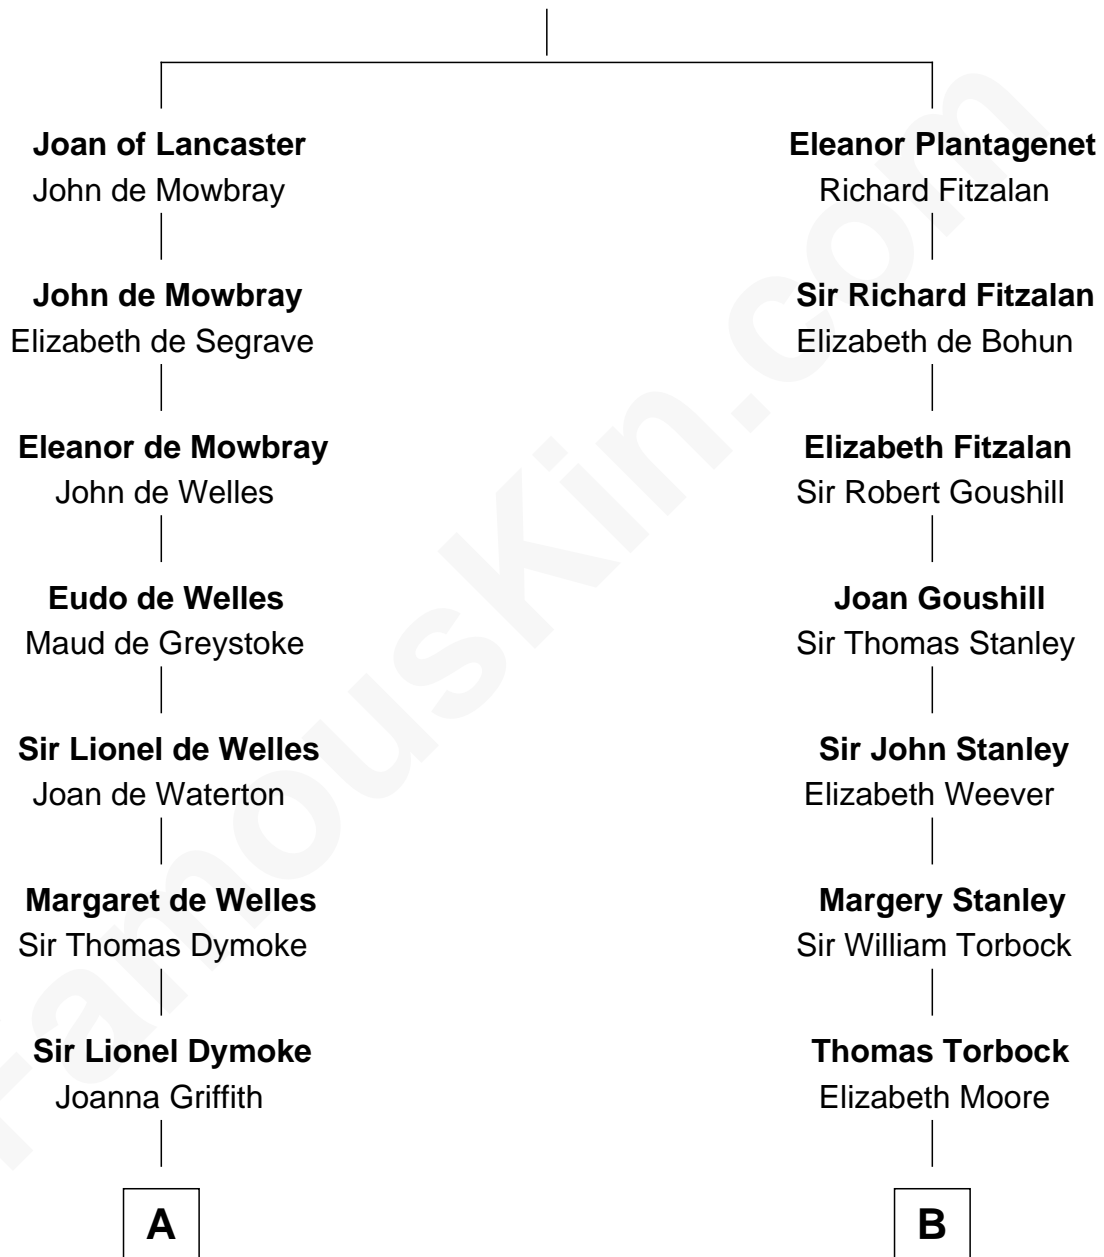 Joan of Lancaster
John de Mowbray
John de Mowbray
Elizabeth de Segrave
Eleanor de Mowbray
John de Welles
Eudo de Welles
Maud de Greystoke
Sir Lionel de Welles
Joan de Waterton
Margaret de Welles
Sir Thomas Dymoke
Sir Lionel Dymoke
Joanna Griffith
A
Eleanor Plantagenet
Richard Fitzalan
Sir Richard Fitzalan
Elizabeth de Bohun
Elizabeth Fitzalan
Sir Robert Goushill
Joan Goushill
Sir Thomas Stanley
Sir John Stanley
Elizabeth Weever
Margery Stanley
Sir William Torbock
Thomas Torbock
Elizabeth Moore
B
FamousKin.com